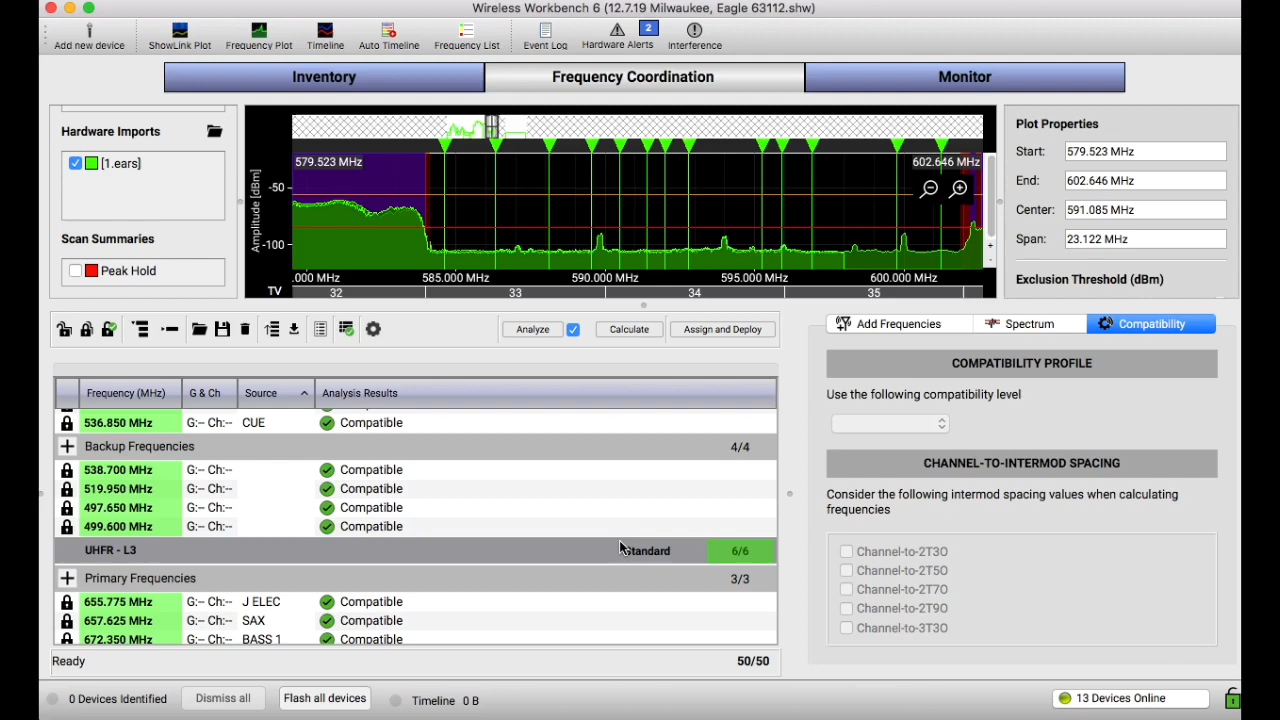 Wireless Workbench 6 (12.7.19 Milwaukee, Eagle 63112.shw)
Add new device
ShowLink Plot
Frequency Plot
Timeline
Auto Timeline
Frequency List
Event Log
2
Hardware Alerts
Interference
Inventory
Frequency Coordination
Monitor
Hardware Imports
[1.ears]
Scan Summaries
Peak Hold
579.523 MHz
602.646 MHz
Amplitude [dBm]
-50
-100
+
-
.000 MHz
585.000 MHz
590.000 MHz
595.000 MHz
600.000 MHz
TV
32
33
34
35
Plot Properties
Start: 579.523 MHz
End: 602.646 MHz
Center: 591.085 MHz
Span: 23.122 MHz
Exclusion Threshold (dBm)
Analyze
Calculate
Assign and Deploy
Add Frequencies
Spectrum
Compatibility
Frequency (MHz) G & Ch Source Analysis Results
536.850 MHz G:-- Ch:-- CUE Compatible
+ Backup Frequencies 4/4
538.700 MHz G:-- Ch:-- Compatible
519.950 MHz G:-- Ch:-- Compatible
497.650 MHz G:-- Ch:-- Compatible
499.600 MHz G:-- Ch:-- Compatible
UHFR - L3 Standard 6/6
+ Primary Frequencies 3/3
655.775 MHz G:-- Ch:-- J ELEC Compatible
657.625 MHz G:-- Ch:-- SAX Compatible
672.350 MHz G:-- Ch:-- BASS 1 Compatible
Ready 50/50
COMPATIBILITY PROFILE
Use the following compatibility level
CHANNEL-TO-INTERMOD SPACING
Consider the following intermod spacing values when calculating
frequencies
Channel-to-2T3O
Channel-to-2T5O
Channel-to-2T7O
Channel-to-2T9O
Channel-to-3T3O
0 Devices Identified
Dismiss all
Flash all devices
Timeline 0 B
13 Devices Online